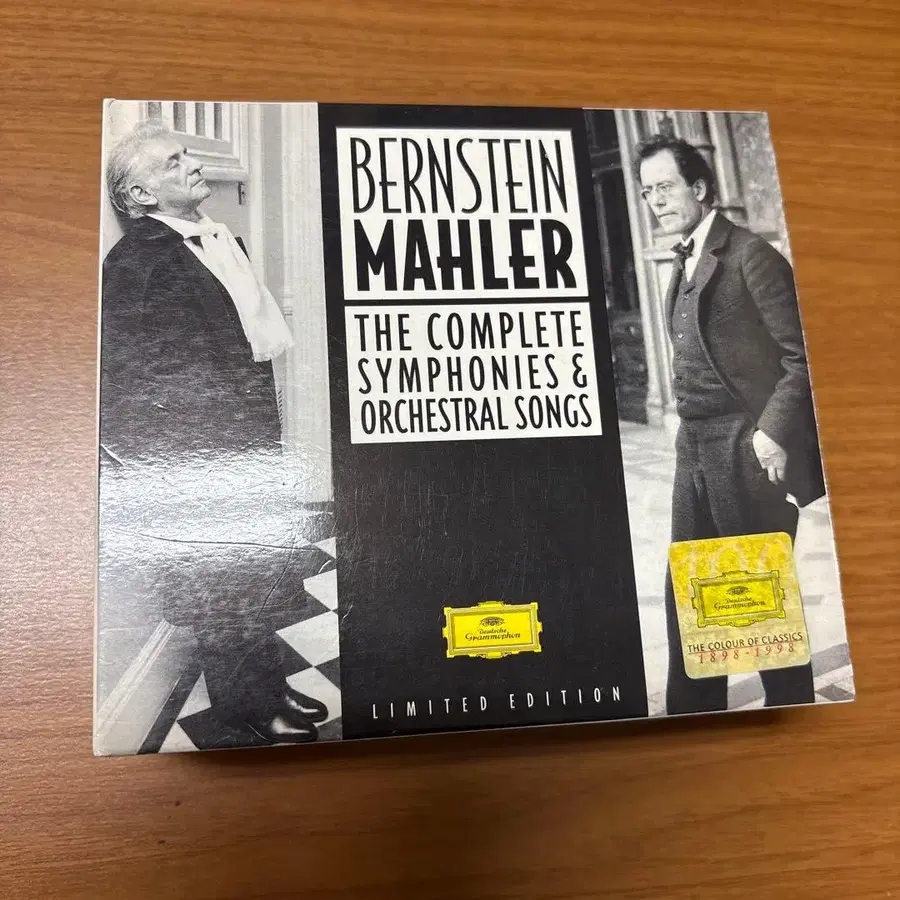 BERNSTEIN
MAHLER
THE COMPLETE
SYMPHONIES &
ORCHESTRAL SONGS
Deutsche
Grammophon
LIMITED EDITION
100
Deutsche
Grammophon
THE COLOUR OF CLASSICS
1898-1998